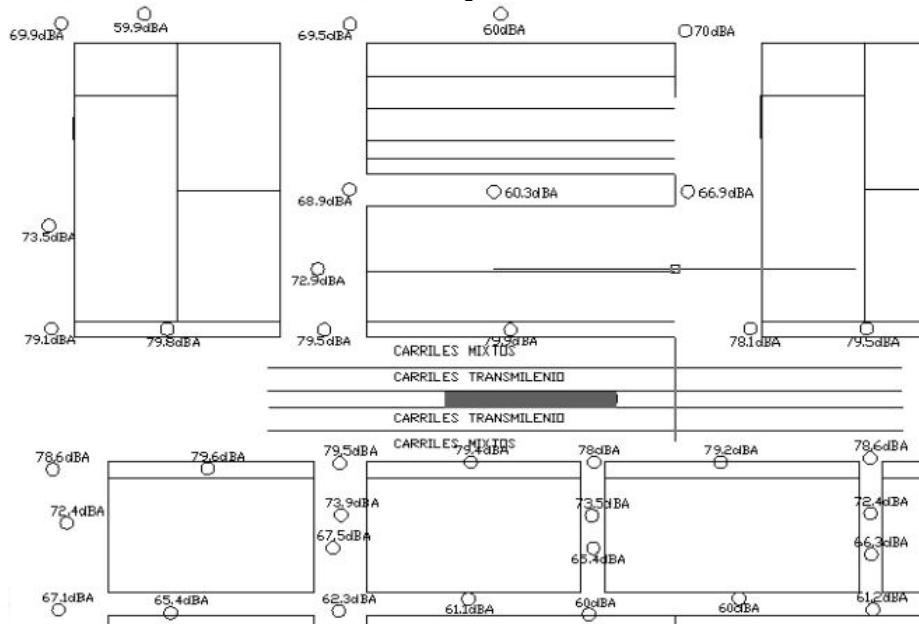 69.9dBA 59.9dBA 69.5dBA 60dBA 70dBA
68.9dBA 60.3dBA 66.9dBA
73.5dBA
72.9dBA
79.1dBA 79.8dBA 79.5dBA 79.9dBA 78.1dBA 79.5dBA
CARRILES MIXTOS
CARRILES TRANSMILENIO
CARRILES TRANSMILENIO
CARRILES MIXTOS
78.6dBA 79.6dBA 79.5dBA 79.4dBA 78dBA 79.2dBA 78.6dBA
72.4dBA 73.9dBA 73.5dBA 72.4dBA
67.5dBA 65.4dBA 66.3dBA
67.1dBA 65.4dBA 62.3dBA 61.1dBA 60dBA 60dBA 61.2dBA